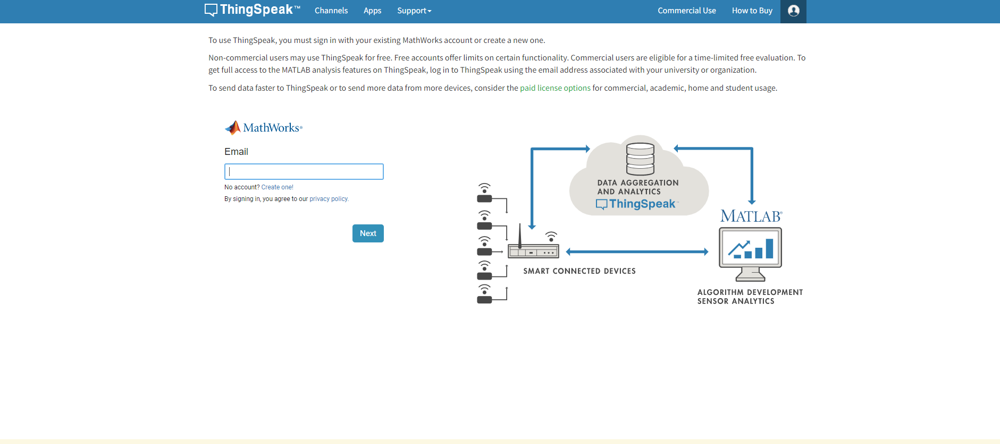 ThingSpeak™ Channels Apps Support Commercial Use How to Buy
To use ThingSpeak, you must sign in with your existing MathWorks account or create a new one.
Non-commercial users may use ThingSpeak for free. Free accounts offer limits on certain functionality. Commercial users are eligible for a time-limited free evaluation. To
get full access to the MATLAB analysis features on ThingSpeak, log in to ThingSpeak using the email address associated with your university or organization.
To send data faster to ThingSpeak or to send more data from more devices, consider the paid license options for commercial, academic, home and student usage.
MathWorks®
Email
No account? Create one!
By signing in, you agree to our privacy policy.
Next
DATA AGGREGATION
AND ANALYTICS
ThingSpeak™
MATLAB®
SMART CONNECTED DEVICES
ALGORITHM DEVELOPMENT
SENSOR ANALYTICS